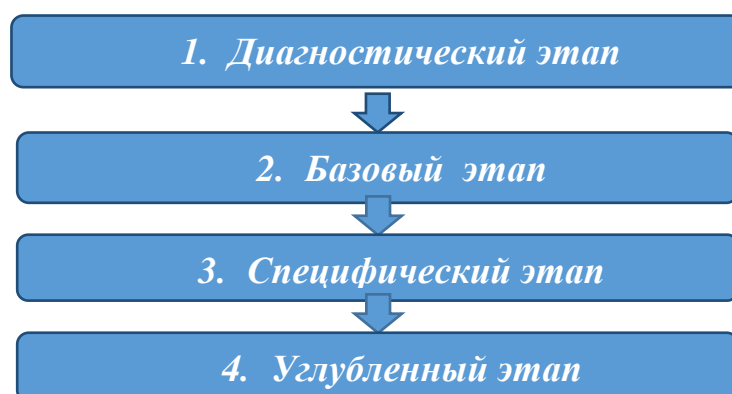 1. Диагностический этап
2. Базовый этап
3. Специфический этап
4. Углубленный этап